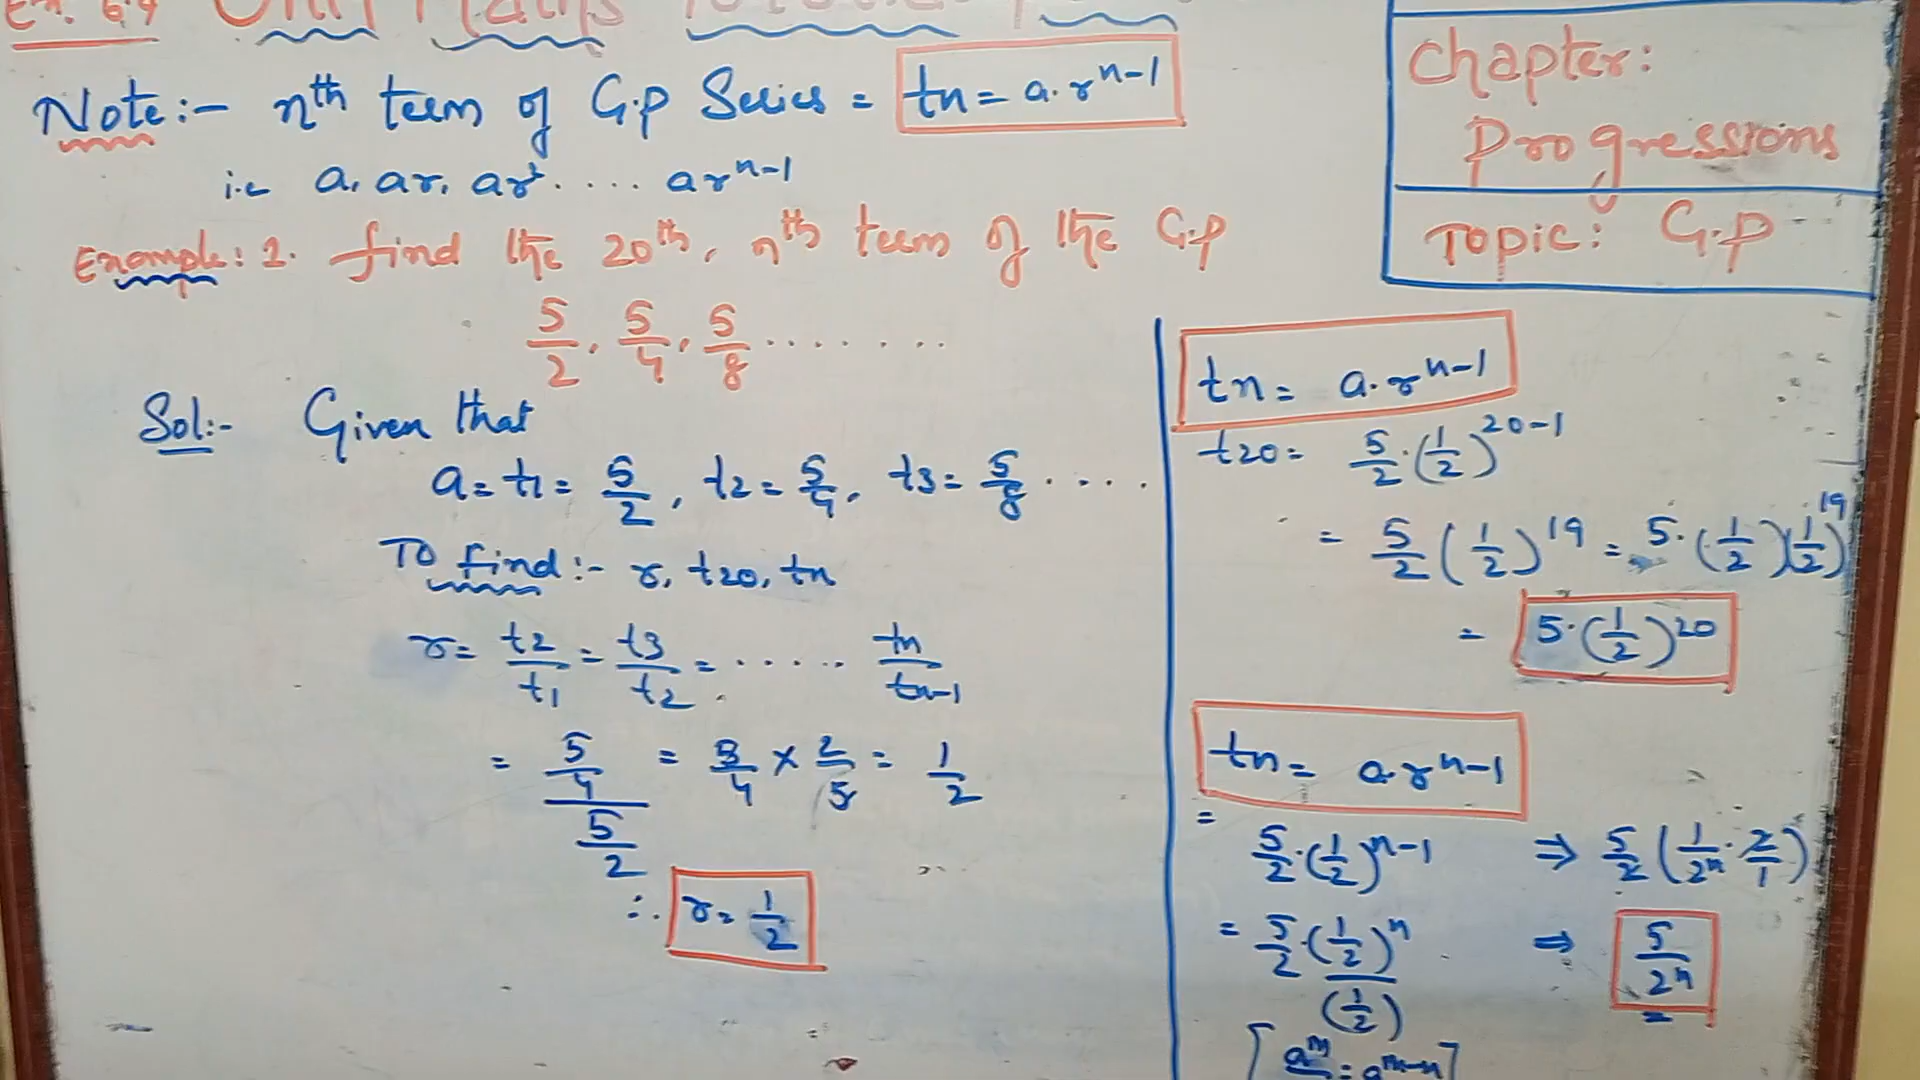 Ex. 6.4
Note:- nth term of G.P Series = tn = a·r^n-1
i.e a, ar, ar²..... ar^n-1
Example: 1. find the 20th, nth term of the G.P
5/2, 5/4, 5/8 ........
Sol:- Given that
a = t1 = 5/2, t2 = 5/4, t3 = 5/8 ....
To find:- r, t20, tn
r = t2/t1 = t3/t2 = ...... tn/tn-1
= 5/4 / 5/2 = 5/4 × 2/5 = 1/2
∴ r = 1/2
Chapter:
Progressions
Topic: G.P
tn = a·r^n-1
t20 = 5/2·(1/2)^20-1
= 5/2 (1/2)^19 = 5·(1/2)(1/2)^19
= 5·(1/2)^20
tn = a·r^n-1
= 5/2·(1/2)^n-1 ⇒ 5/2 (1/2^n · 2/1)
= 5/2·(1/2)^n / (1/2) ⇒ 5/2^n
[a^m = a^m-n]